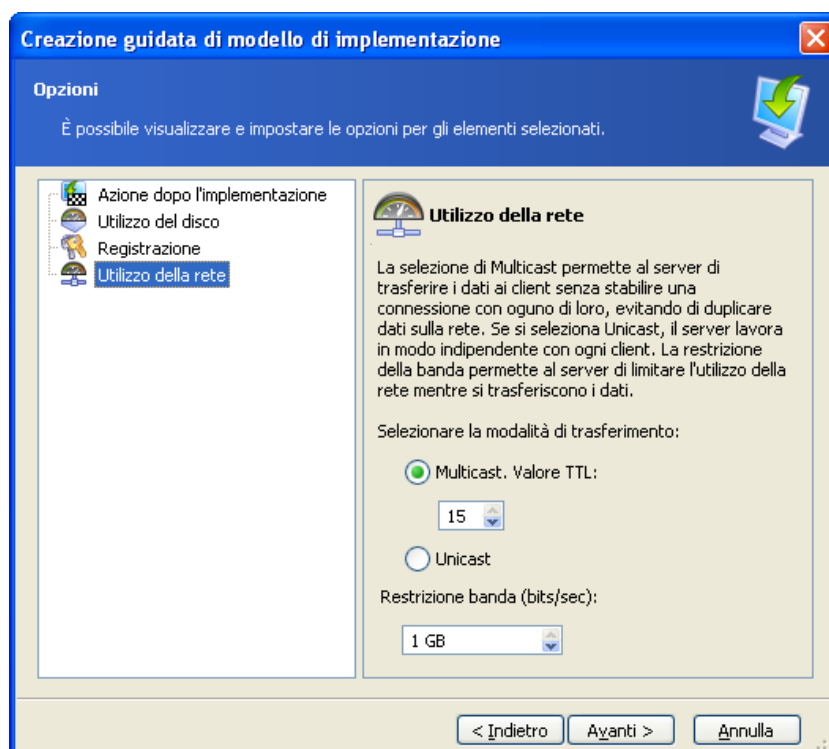 Creazione guidata di modello di implementazione
Opzioni
È possibile visualizzare e impostare le opzioni per gli elementi selezionati.
Azione dopo l'implementazione
Utilizzo del disco
Registrazione
Utilizzo della rete
Utilizzo della rete
La selezione di Multicast permette al server di
trasferire i dati ai client senza stabilire una
connessione con oguno di loro, evitando di duplicare
dati sulla rete. Se si seleziona Unicast, il server lavora
in modo indipendente con ogni client. La restrizione
della banda permette al server di limitare l'utilizzo della
rete mentre si trasferiscono i dati.
Selezionare la modalità di trasferimento:
Multicast. Valore TTL:
15
Unicast
Restrizione banda (bits/sec):
1 GB
< Indietro
Avanti >
Annulla